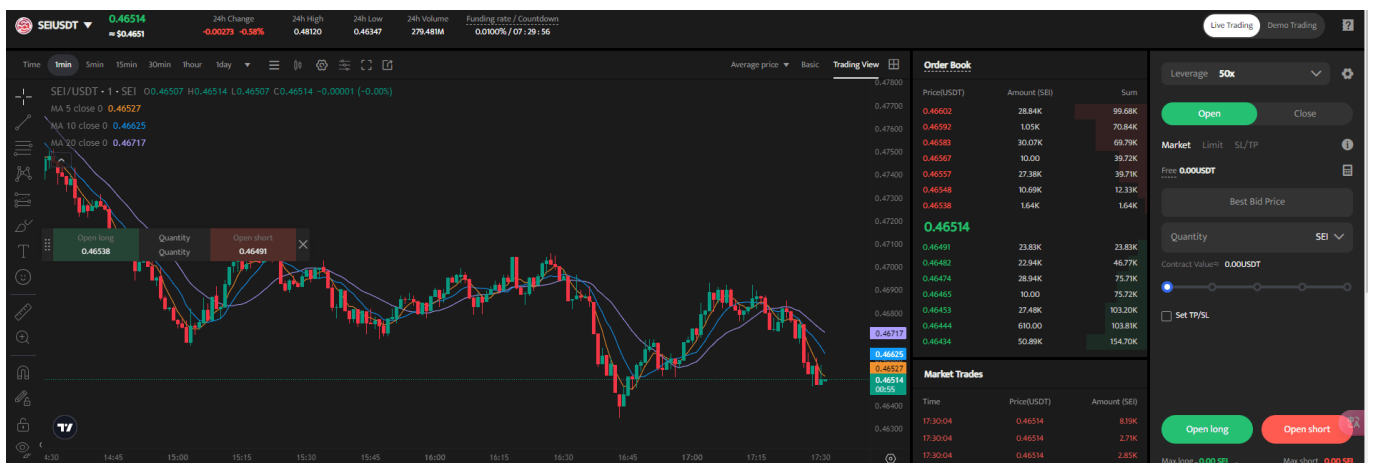 SEIUSDT ▼ 0.46514 24h Change 24h High 24h Low 24h Volume Funding rate / Countdown Live Trading Demo Trading
≈ $0.4651 -0.00273 -0.58% 0.48120 0.46347 279.481M 0.0100% / 07 : 29 : 56
Time 1min 5min 15min 30min 1hour 1day ▼ Average price ▼ Basic Trading View
SEI/USDT • 1 • SEI O0.46507 H0.46514 L0.46507 C0.46514 −0.00001 (−0.00%)
MA 5 close 0 0.46527
MA 10 close 0 0.46625
MA 20 close 0 0.46717
Open long Quantity Open short
0.46538 Quantity 0.46491
0.47800
0.47700
0.47600
0.47500
0.47400
0.47300
0.47200
0.47100
0.47000
0.46900
0.46800
0.46717
0.46625
0.46527
0.46514
00:55
0.46400
0.46300
4:30 14:45 15:00 15:15 15:30 15:45 16:00 16:15 16:30 16:45 17:00 17:15 17:30
Order Book
Price(USDT) Amount (SEI) Sum
0.46602 28.84K 99.68K
0.46592 1.05K 70.84K
0.46583 30.07K 69.79K
0.46567 10.00 39.72K
0.46557 27.38K 39.71K
0.46548 10.69K 12.33K
0.46538 1.64K 1.64K
0.46514
0.46491 23.83K 23.83K
0.46482 22.94K 46.77K
0.46474 28.94K 75.71K
0.46465 10.00 75.72K
0.46453 27.48K 103.20K
0.46444 610.00 103.81K
0.46434 50.89K 154.70K
Market Trades
Time Price(USDT) Amount (SEI)
17:30:04 0.46514 8.19K
17:30:04 0.46514 2.71K
17:30:04 0.46514 2.85K
Leverage 50x
Open Close
Market Limit SL/TP
Free 0.00USDT
Best Bid Price
Quantity SEI
Contract Value≈ 0.00USDT
Set TP/SL
Open long Open short
Max long 0.00 SEI Max short 0.00 SEI